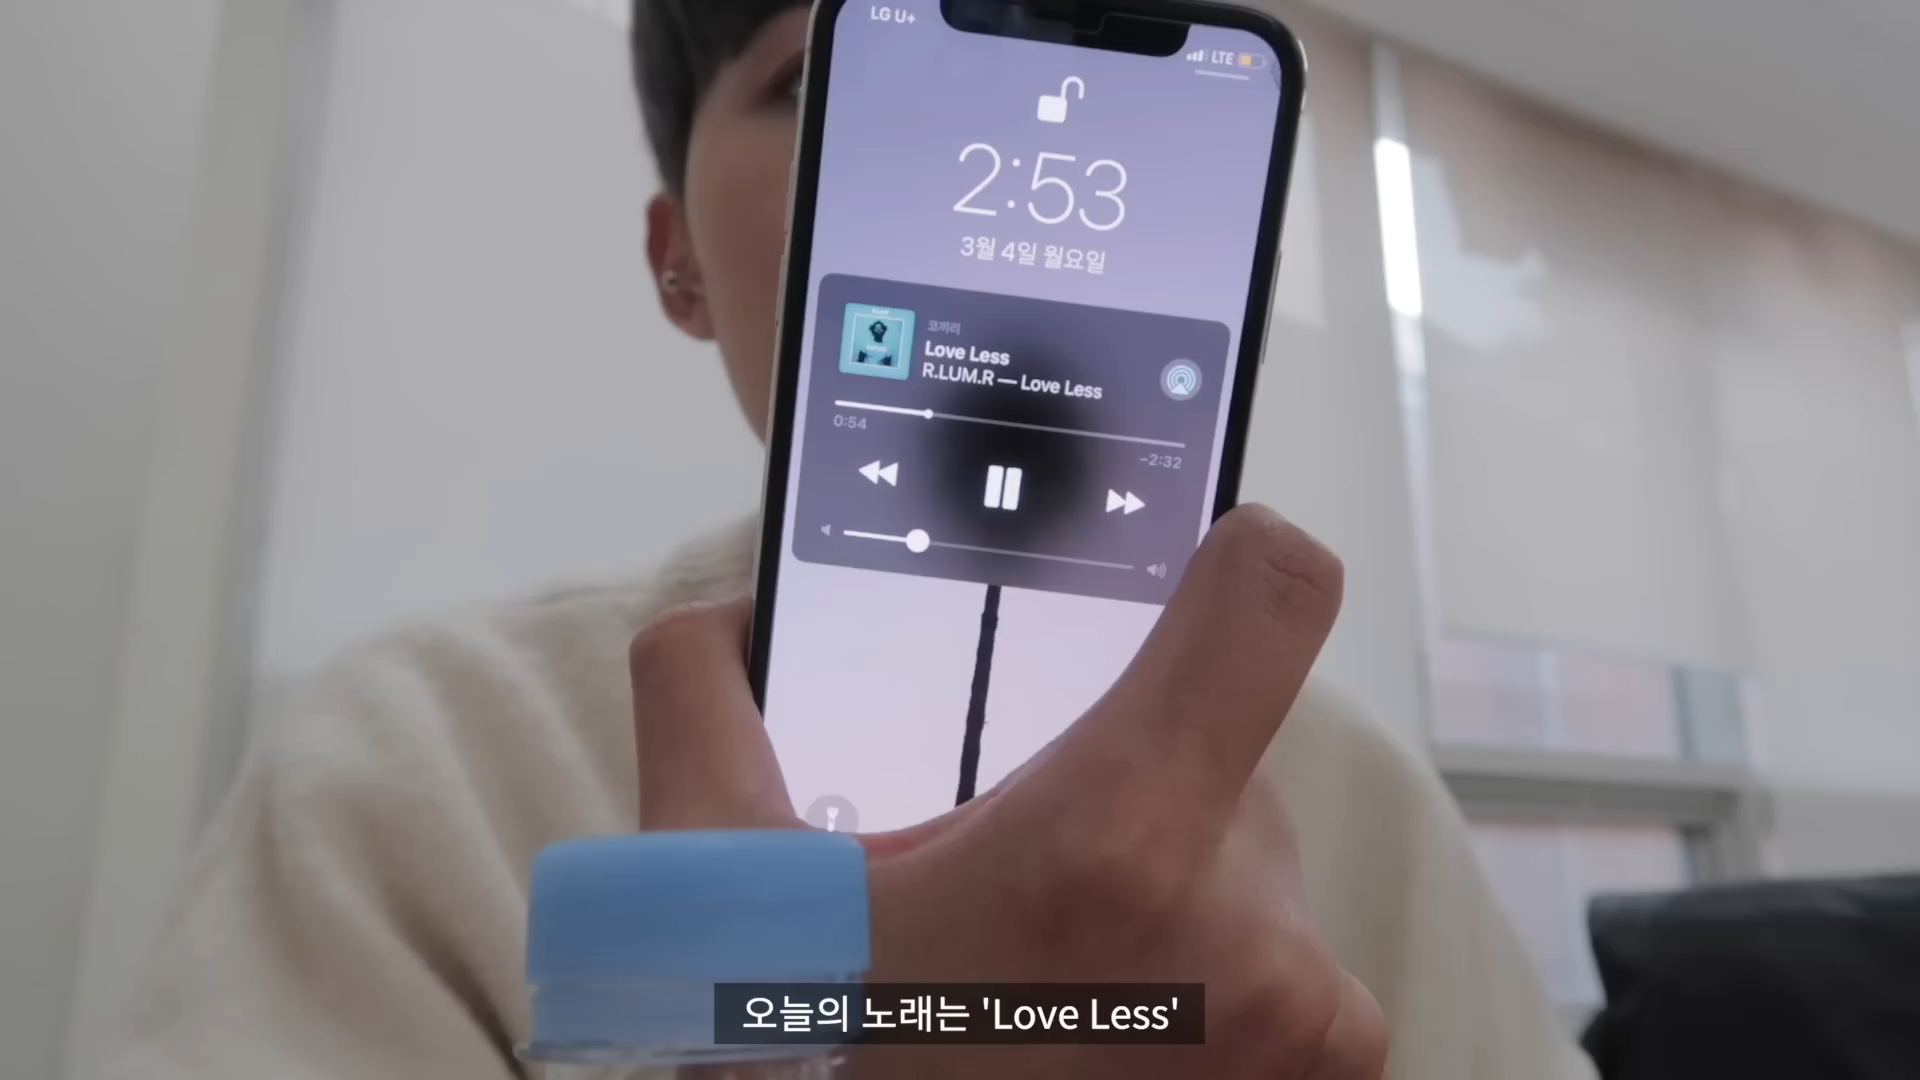 LG U+
LTE
2:53
3월 4일 월요일
코끼리
Love Less
R.LUM.R — Love Less
0:54
-2:32
오늘의 노래는 'Love Less'